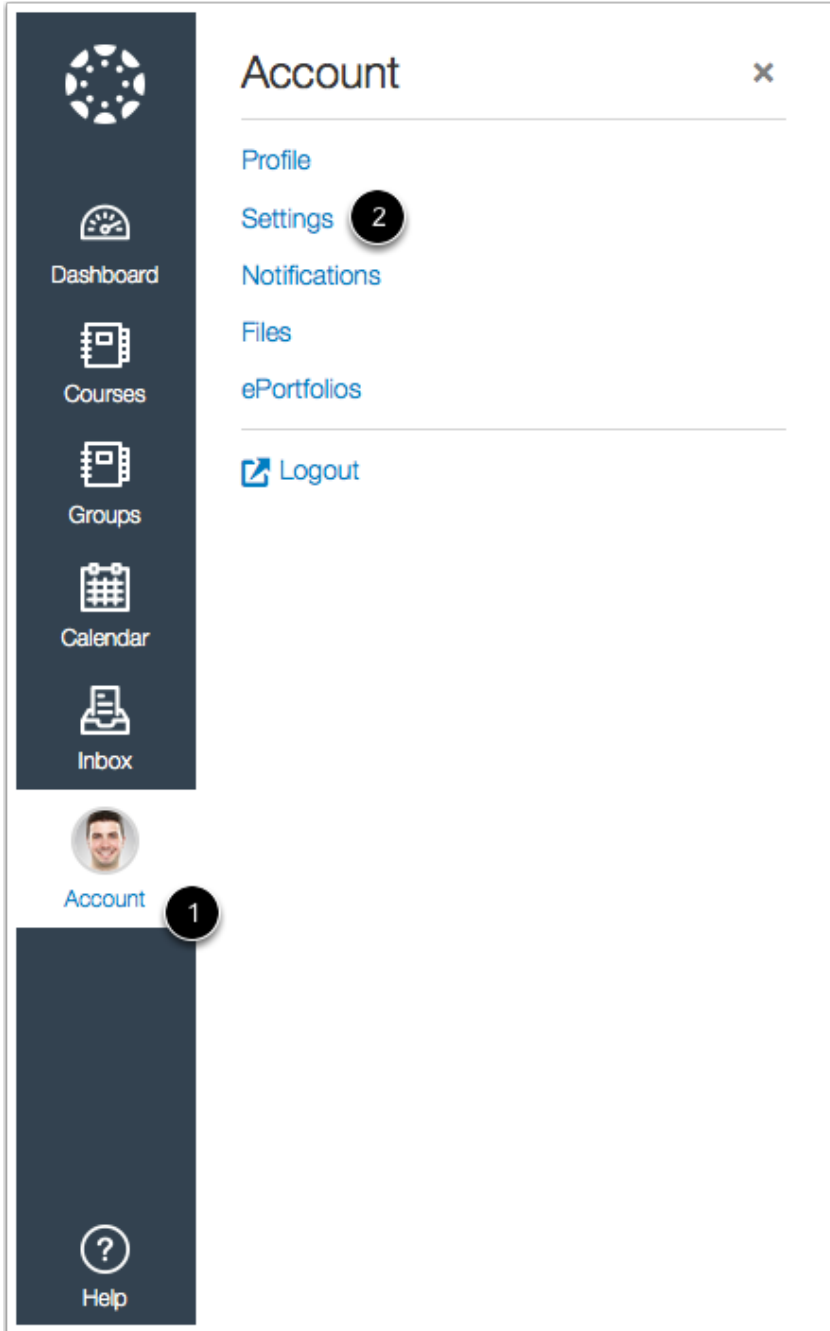 Account ×
Profile
Settings 2
Notifications
Files
ePortfolios
Logout
Dashboard
Courses
Groups
Calendar
Inbox
Account 1
? 
Help